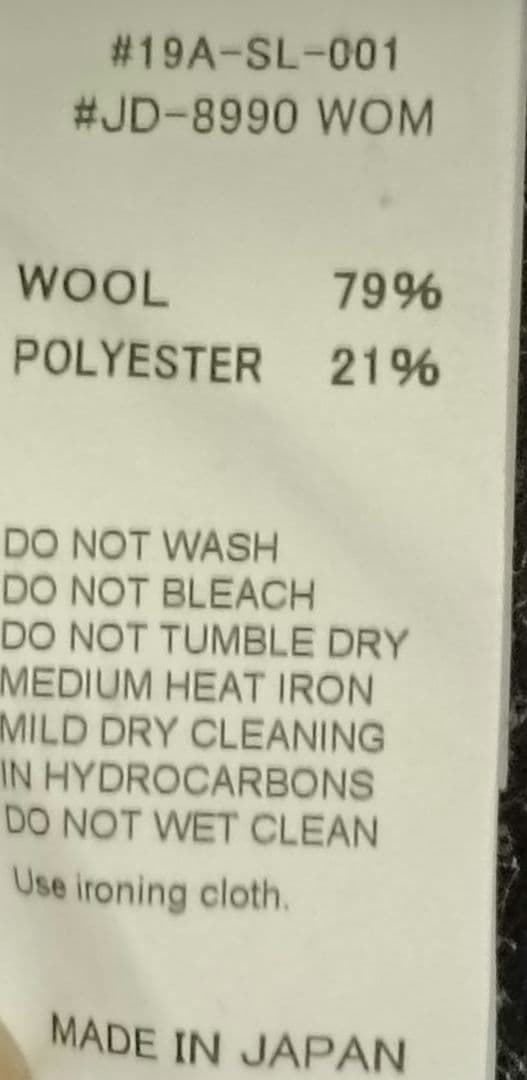 #19A-SL-001
#JD-8990 WOM
WOOL 79%
POLYESTER 21%
DO NOT WASH
DO NOT BLEACH
DO NOT TUMBLE DRY
MEDIUM HEAT IRON
MILD DRY CLEANING
IN HYDROCARBONS
DO NOT WET CLEAN
Use ironing cloth.
MADE IN JAPAN